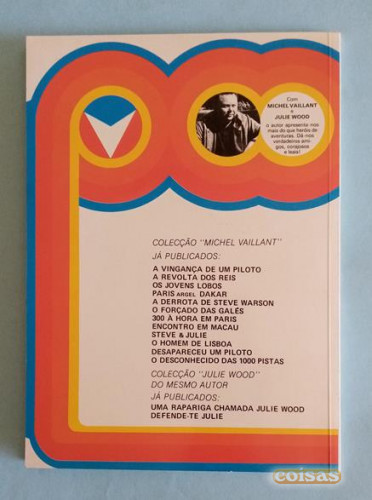 Com
MICHEL VAILLANT
e
JULIE WOOD
o autor apresenta-nos
mais do que heróis de
aventuras. Dá-nos
verdadeiros ami-
gos, corajosos
e leais!
COLECÇÃO "MICHEL VAILLANT"
JÁ PUBLICADOS:
A VINGANÇA DE UM PILOTO
A REVOLTA DOS REIS
OS JOVENS LOBOS
PARIS ARGEL DAKAR
A DERROTA DE STEVE WARSON
O FORÇADO DAS GALÉS
300 À HORA EM PARIS
ENCONTRO EM MACAU
STEVE & JULIE
O HOMEM DE LISBOA
DESAPARECEU UM PILOTO
O DESCONHECIDO DAS 1000 PISTAS
COLECÇÃO "JULIE WOOD"
DO MESMO AUTOR
JÁ PUBLICADOS:
UMA RAPARIGA CHAMADA JULIE WOOD
DEFENDE-TE JULIE
coisas